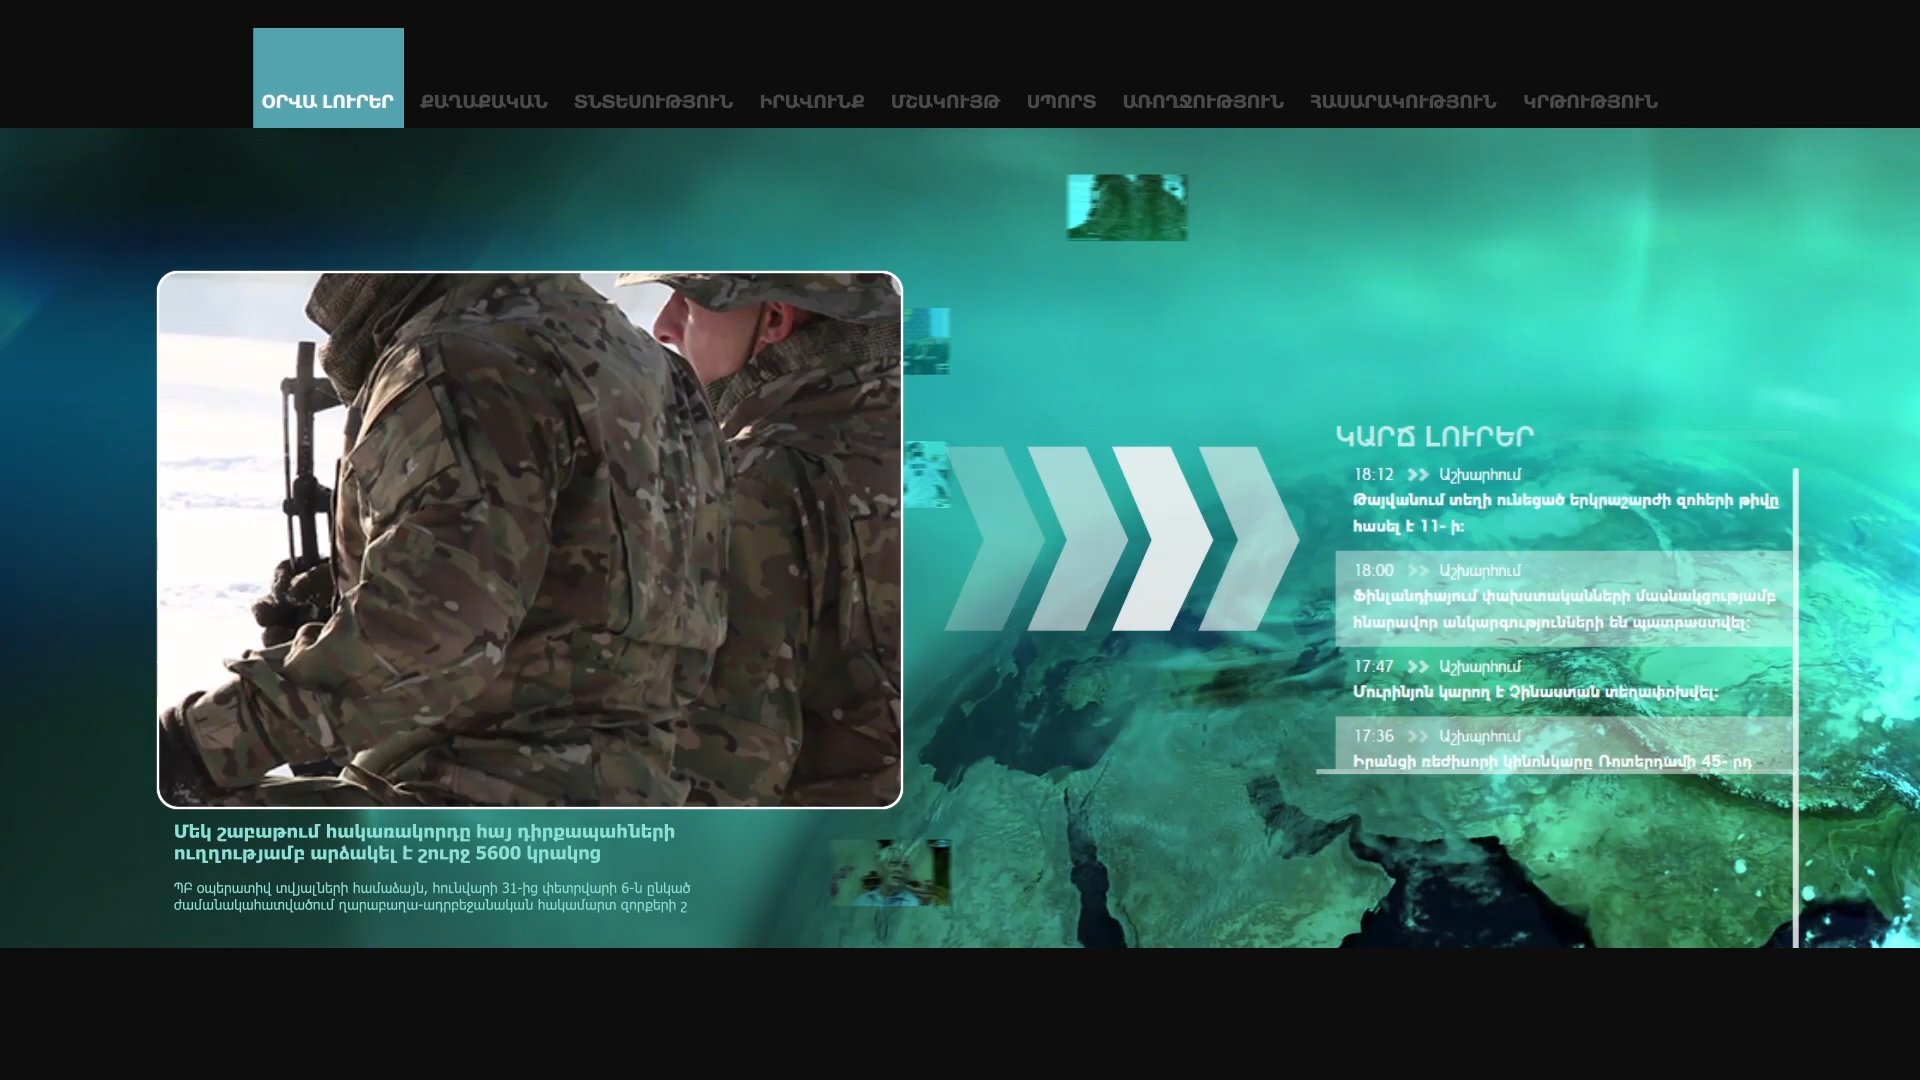 ՕՐՎԱ ԼՈՒՐԵՐ ՔԱՂԱՔԱԿԱՆ ՏՆՏԵՍՈՒԹՅՈՒՆ ԻՐԱՎՈՒՆՔ ՄՇԱԿՈՒՅԹ ՍՊՈՐՏ ԱՌՈՂՋՈՒԹՅՈՒՆ ՀԱՍԱՐԱԿՈՒԹՅՈՒՆ ԿՐԹՈՒԹՅՈՒՆ
Մեկ շաբաթում հակառակորդը հայ դիրքապահների
ուղղությամբ արձակել է շուրջ 5600 կրակոց
ՊԲ օպերատիվ տվյալների համաձայն, հունվարի 31-ից փետրվարի 6-ն ընկած
ժամանակահատվածում ղարաբաղա-ադրբեջանական հակամարտ զորքերի շ
ԿԱՐՃ ԼՈՒՐԵՐ
18:12 >> Աշխարհում
Թայվանում տեղի ունեցած երկրաշարժի զոհերի թիվը
հասել է 11- ի:
18:00 >> Աշխարհում
Ֆինլանդիայում փախստականների մասնակցությամբ
հնարավոր անկարգությունների են պատրաստվել:
17:47 >> Աշխարհում
Մուրինյոն կարող է Չինաստան տեղափոխվել:
17:36 >> Աշխարհում
Իրանցի ռեժիսորի կինոնկարը Ռոտերդամի 45- րդ